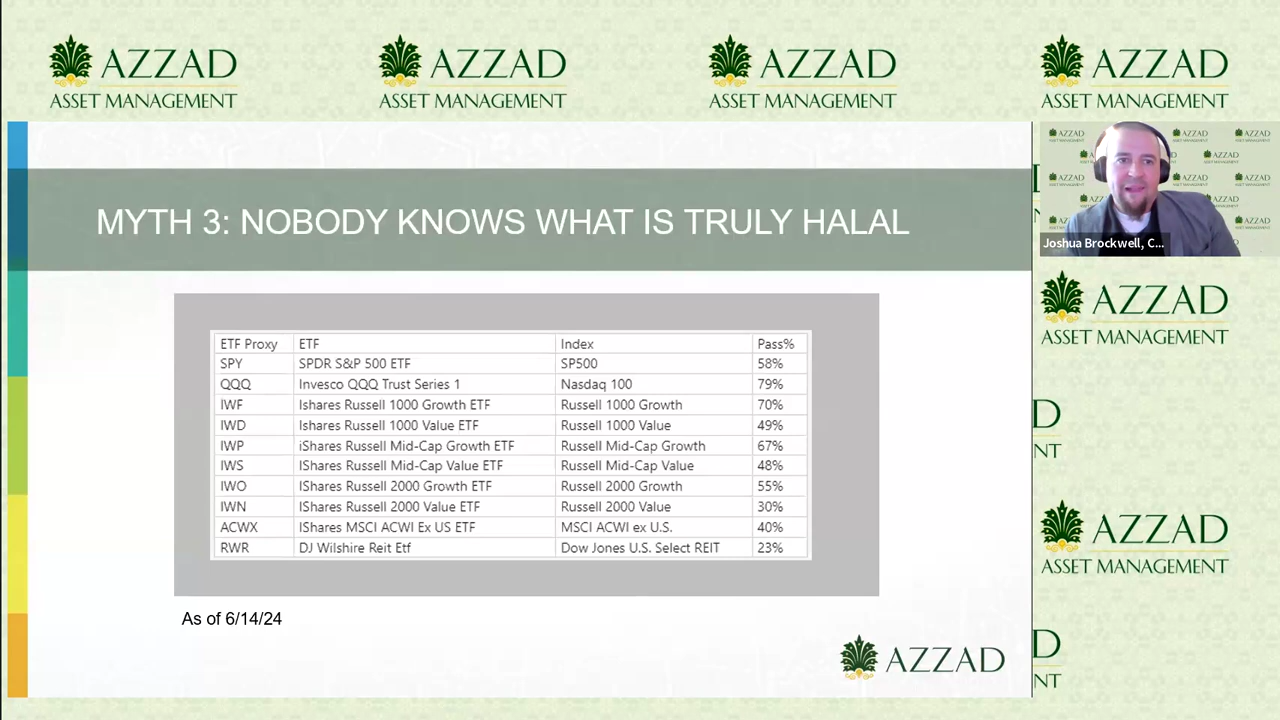 AZZAD
ASSET MANAGEMENT
AZZAD
ASSET MANAGEMENT
AZZAD
ASSET MANAGEMENT
AZZAD
ASSET MANAGEMENT
MYTH 3: NOBODY KNOWS WHAT IS TRULY HALAL
Joshua Brockwell, C...
ETF Proxy ETF Index Pass%
SPY SPDR S&P 500 ETF SP500 58%
QQQ Invesco QQQ Trust Series 1 Nasdaq 100 79%
IWF Ishares Russell 1000 Growth ETF Russell 1000 Growth 70%
IWD Ishares Russell 1000 Value ETF Russell 1000 Value 49%
IWP iShares Russell Mid-Cap Growth ETF Russell Mid-Cap Growth 67%
IWS IShares Russell Mid-Cap Value ETF Russell Mid-Cap Value 48%
IWO IShares Russell 2000 Growth ETF Russell 2000 Growth 55%
IWN IShares Russell 2000 Value ETF Russell 2000 Value 30%
ACWX IShares MSCI ACWI Ex US ETF MSCI ACWI ex U.S. 40%
RWR DJ Wilshire Reit Etf Dow Jones U.S. Select REIT 23%
As of 6/14/24
AZZAD
AZZAD
ASSET MANAGEMENT
D
NT
AZZAD
ASSET MANAGEMENT
D
NT